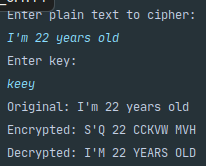 Enter plain text to cipher:
I'm 22 years old
Enter key:
keey
Original: I'm 22 years old
Encrypted: S'Q 22 CCKVW MVH
Decrypted: I'M 22 YEARS OLD